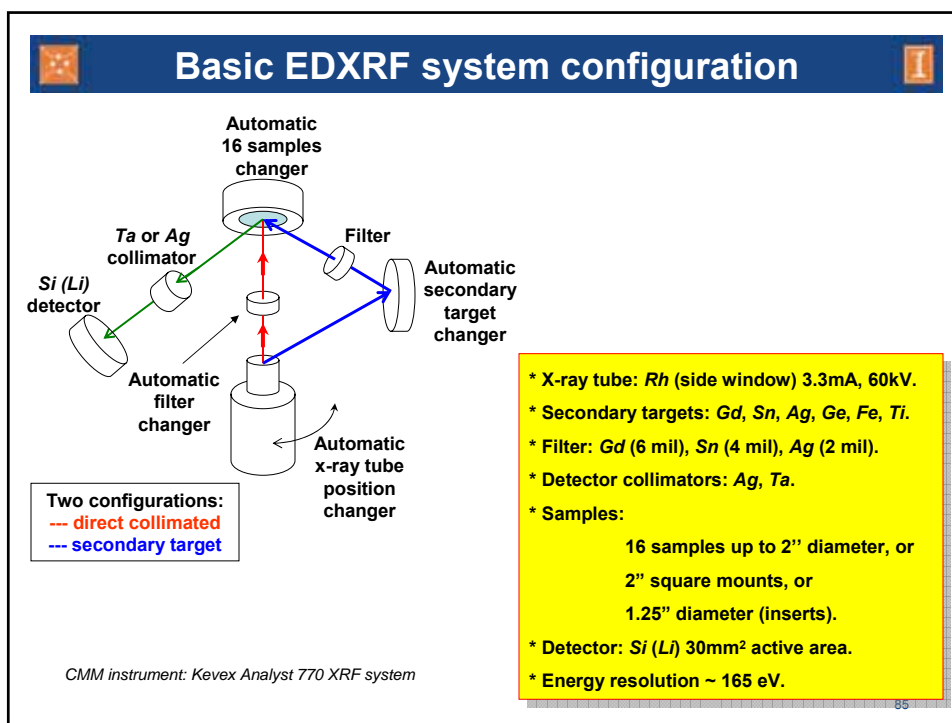 Basic EDXRF system configuration
I
Automatic
16 samples
changer
Ta or Ag
collimator
Filter
Si (Li)
detector
Automatic
secondary
target
changer
Automatic
filter
changer
Automatic
x-ray tube
position
changer
Two configurations:
--- direct collimated
--- secondary target
* X-ray tube: Rh (side window) 3.3mA, 60kV.
* Secondary targets: Gd, Sn, Ag, Ge, Fe, Ti.
* Filter: Gd (6 mil), Sn (4 mil), Ag (2 mil).
* Detector collimators: Ag, Ta.
* Samples:
16 samples up to 2’’ diameter, or
2” square mounts, or
1.25” diameter (inserts).
* Detector: Si (Li) 30mm² active area.
* Energy resolution ~ 165 eV.
CMM instrument: Kevex Analyst 770 XRF system
85